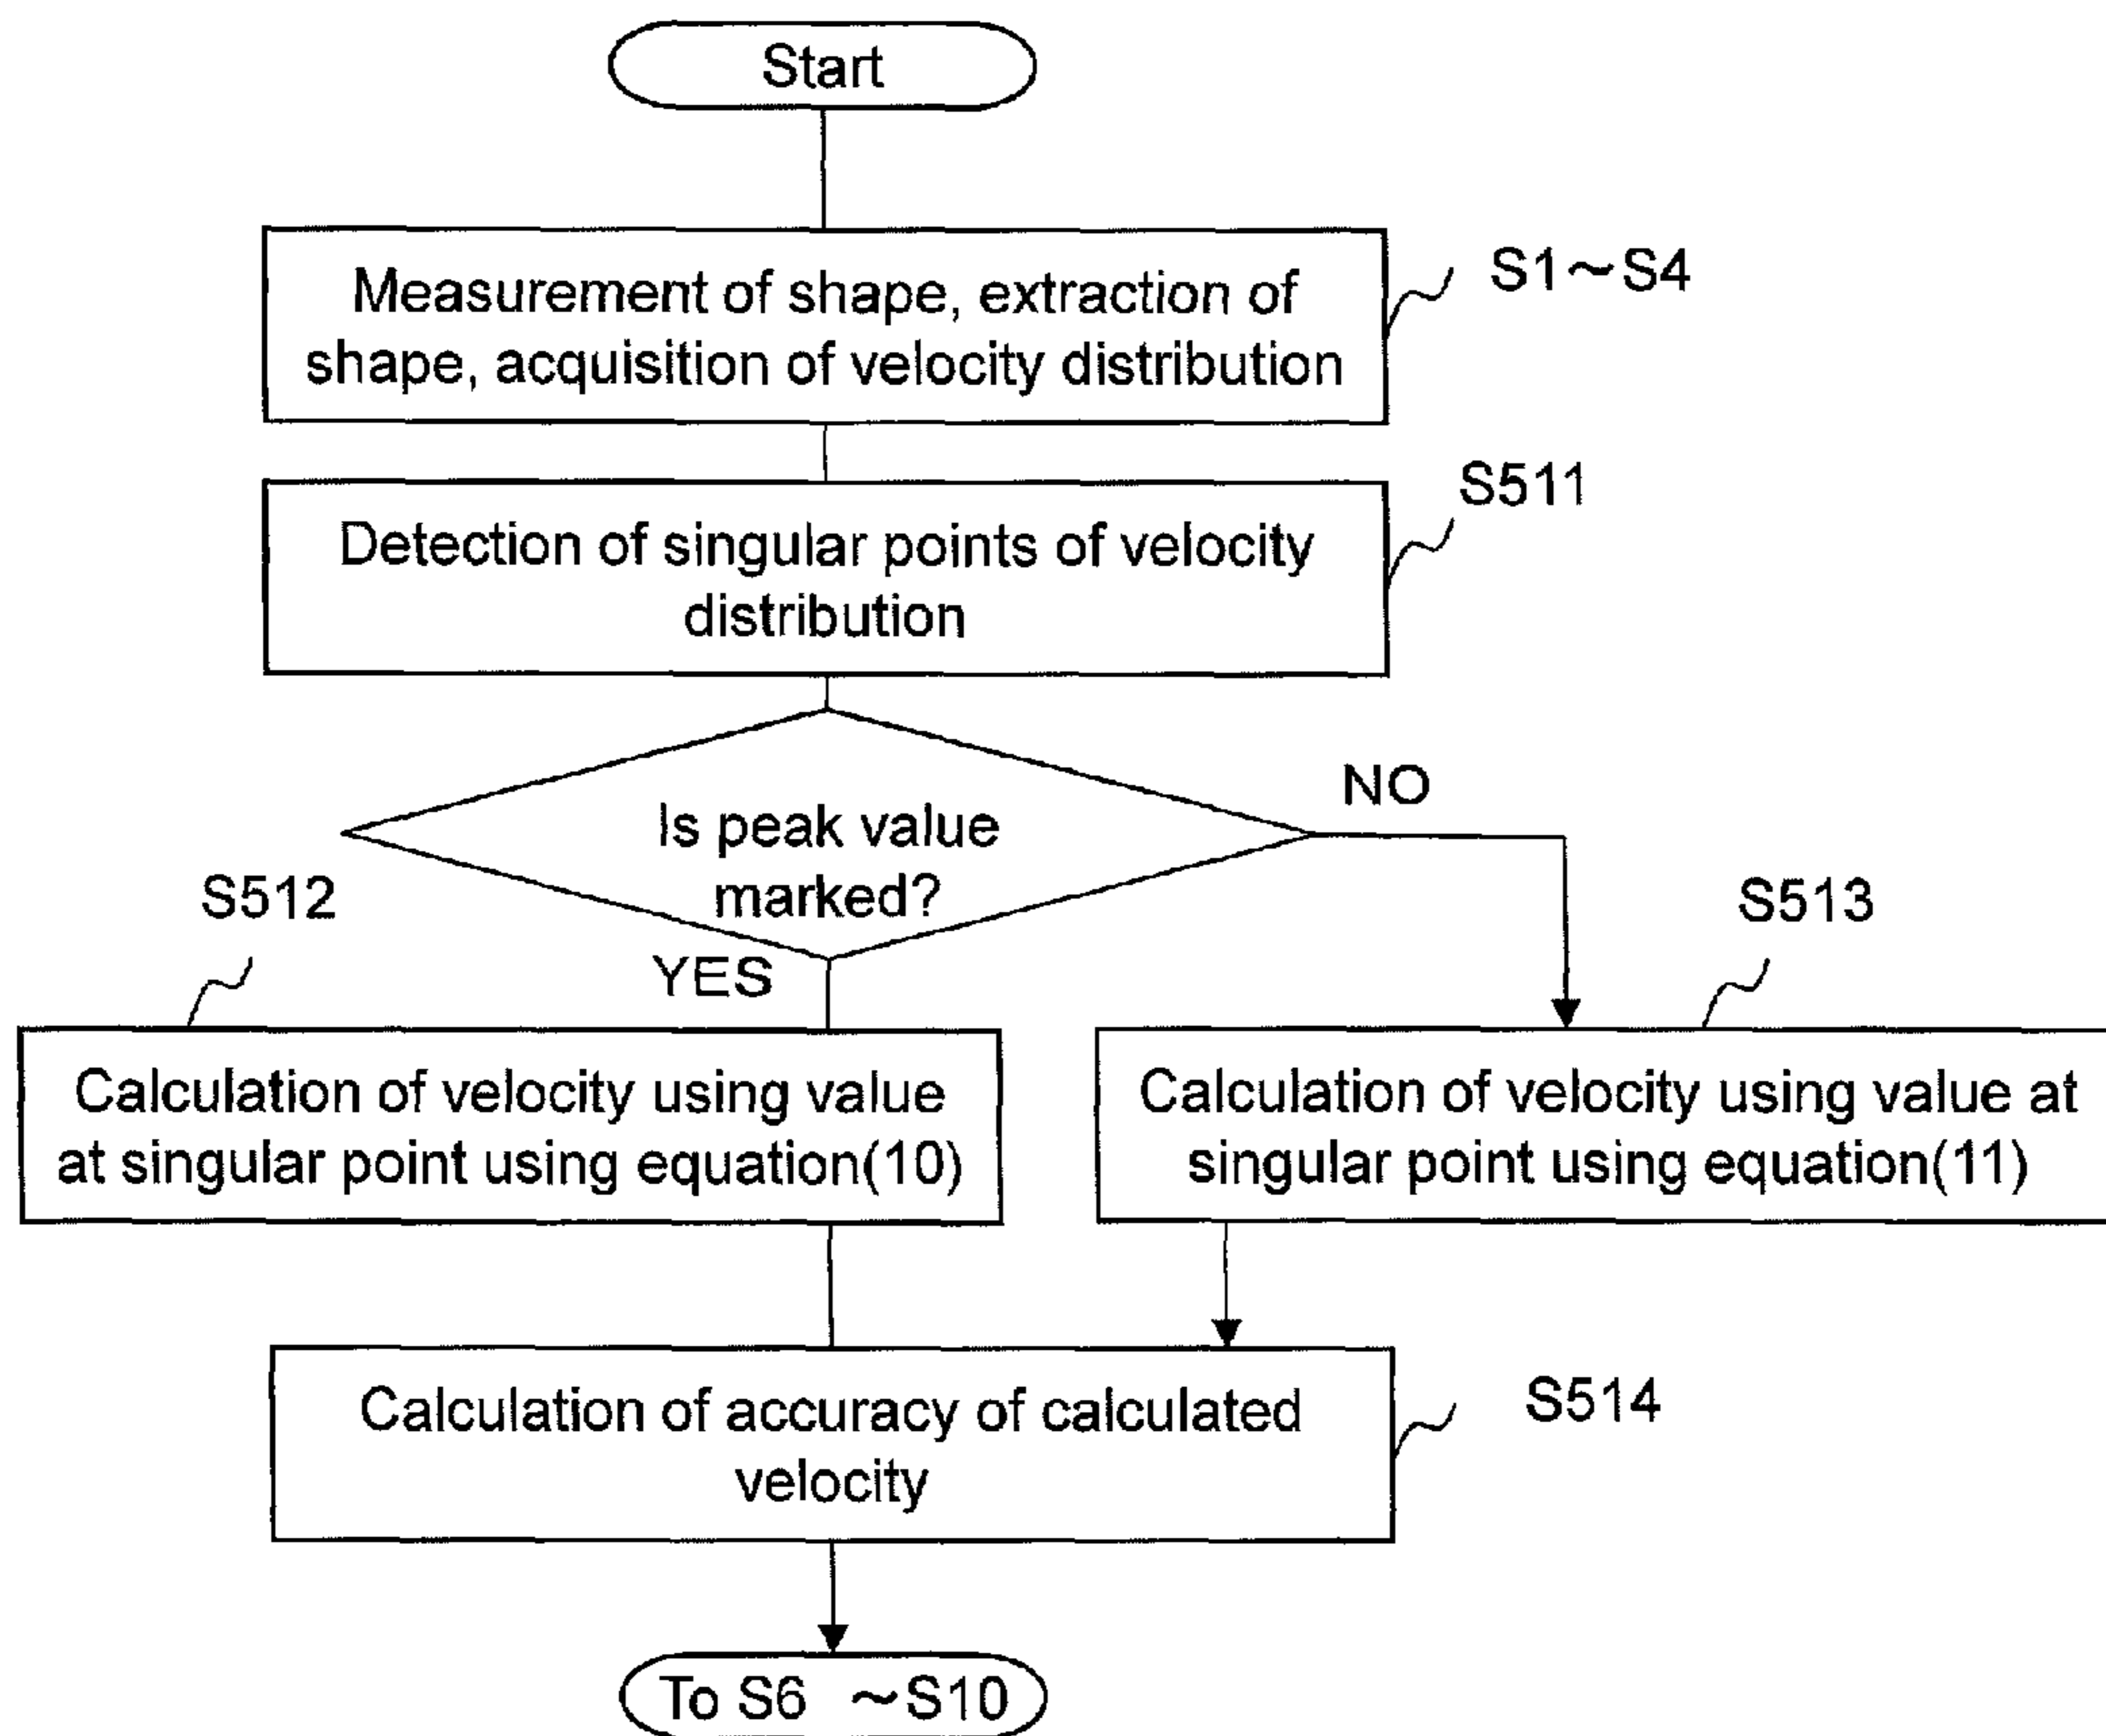 Start
Measurement of shape, extraction of
shape, acquisition of velocity distribution
S1~S4
Detection of singular points of velocity
distribution
S511
Is peak value
marked?
NO
YES
S512
Calculation of velocity using value
at singular point using equation(10)
S513
Calculation of velocity using value at
singular point using equation(11)
Calculation of accuracy of calculated
velocity
S514
To S6 ~S10